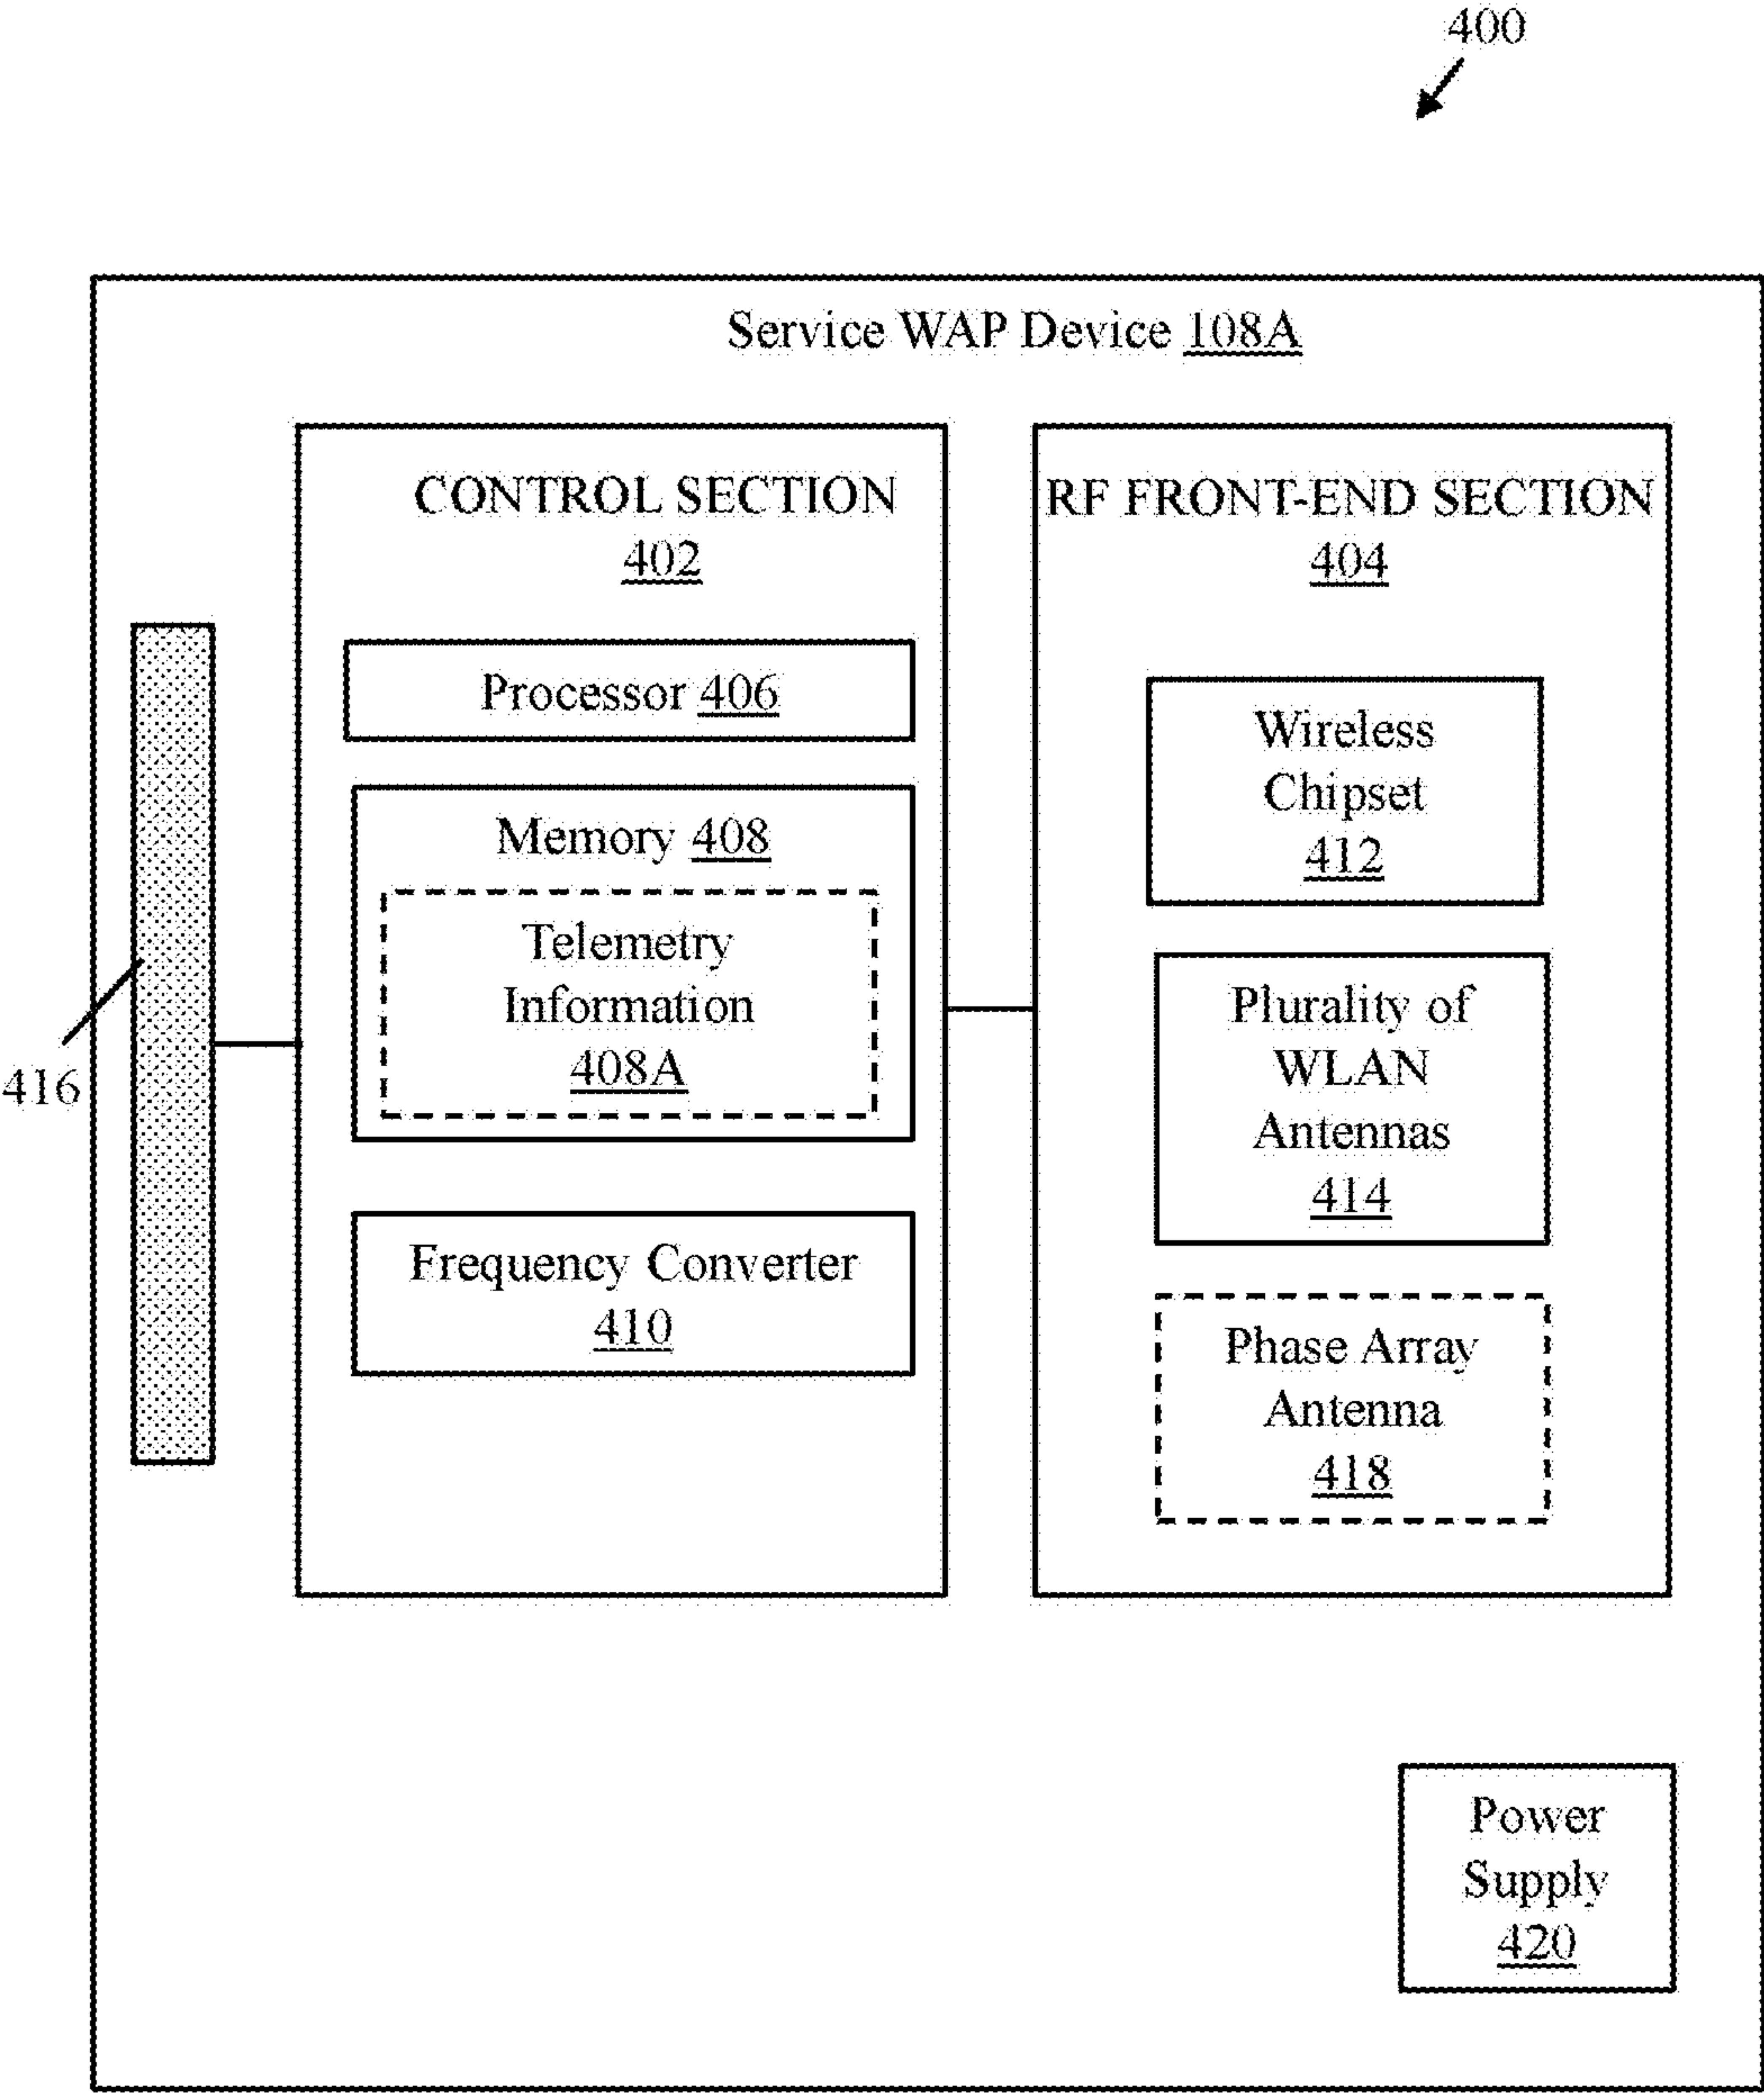 400
Service WAP Device 108A
CONTROL SECTION
402
Processor 406
Memory 408
Telemetry
Information
408A
Frequency Converter
410
RF FRONT-END SECTION
404
Wireless
Chipset
412
Plurality of
WLAN
Antennas
414
Phase Array
Antenna
418
416
Power
Supply
420